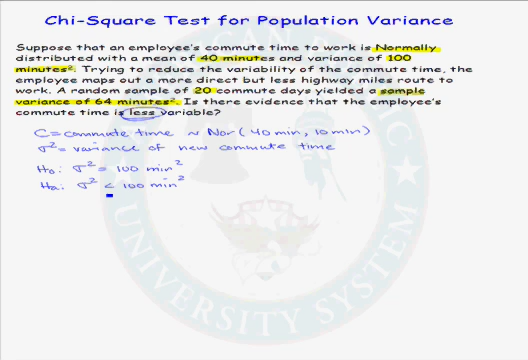 Chi-Square Test for Population Variance
Suppose that an employee's commute time to work is Normally
distributed with a mean of 40 minutes and variance of 100
minutes². Trying to reduce the variability of the commute time, the
employee maps out a more direct but less highway miles route to
work. A random sample of 20 commute days yielded a sample
variance of 64 minutes². Is there evidence that the employee's
commute time is less variable?
C = commute time ~ Nor (40 min, 10 min)
σ² = variance of new commute time
H₀: σ² = 100 min²
Ha: σ² < 100 min²
UNIVERSITY SYSTEM